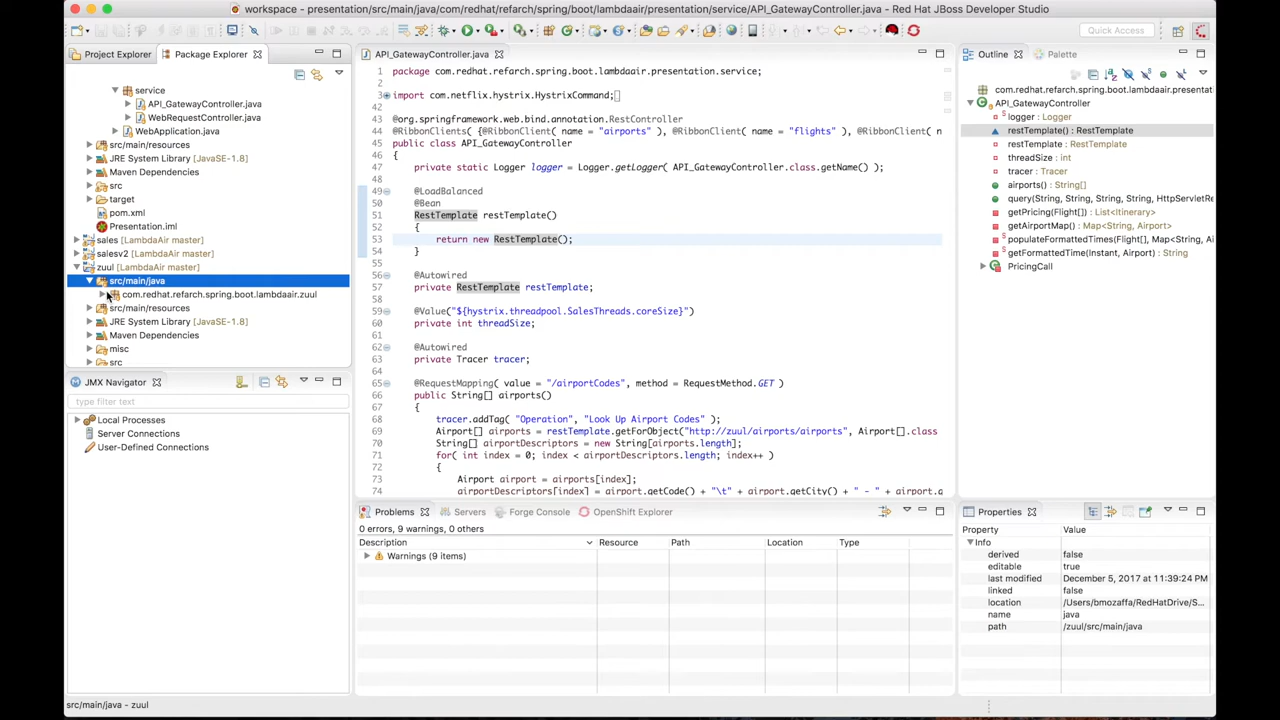 workspace - presentation/src/main/java/com/redhat/refarch/spring/boot/lambdaair/presentation/service/API_GatewayController.java - Red Hat JBoss Developer Studio
Quick Access
Project Explorer
Package Explorer
service
API_GatewayController.java
WebRequestController.java
WebApplication.java
src/main/resources
JRE System Library [JavaSE-1.8]
Maven Dependencies
src
target
pom.xml
Presentation.iml
sales [LambdaAir master]
salesv2 [LambdaAir master]
zuul [LambdaAir master]
src/main/java
com.redhat.refarch.spring.boot.lambdaair.zuul
src/main/resources
JRE System Library [JavaSE-1.8]
Maven Dependencies
misc
src
JMX Navigator
type filter text
Local Processes
Server Connections
User-Defined Connections
API_GatewayController.java
1 package com.redhat.refarch.spring.boot.lambdaair.presentation.service;
2
3 import com.netflix.hystrix.HystrixCommand;
42
43 @org.springframework.web.bind.annotation.RestController
44 @RibbonClients( {@RibbonClient( name = "airports" ), @RibbonClient( name = "flights" ), @RibbonClient( n
45 public class API_GatewayController
46 {
47 private static Logger logger = Logger.getLogger( API_GatewayController.class.getName() );
48
49 @LoadBalanced
50 @Bean
51 RestTemplate restTemplate()
52 {
53 return new RestTemplate();
54 }
55
56 @Autowired
57 private RestTemplate restTemplate;
58
59 @Value("${hystrix.threadpool.SalesThreads.coreSize}")
60 private int threadSize;
61
62 @Autowired
63 private Tracer tracer;
64
65 @RequestMapping( value = "/airportCodes", method = RequestMethod.GET )
66 public String[] airports()
67 {
68 tracer.addTag( "Operation", "Look Up Airport Codes" );
69 Airport[] airports = restTemplate.getForObject("http://zuul/airports/airports", Airport[].class
70 String[] airportDescriptors = new String[airports.length];
71 for( int index = 0; index < airportDescriptors.length; index++ )
72 {
73 Airport airport = airports[index];
74 airportDescriptors[index] = airport.getCode() + "\t" + airport.getCity() + " - " + airport.g
Problems
Servers
Forge Console
OpenShift Explorer
0 errors, 9 warnings, 0 others
Description Resource Path Location Type
Warnings (9 items)
Outline
Palette
com.redhat.refarch.spring.boot.lambdaair.presentat
API_GatewayController
logger : Logger
restTemplate() : RestTemplate
restTemplate : RestTemplate
threadSize : int
tracer : Tracer
airports() : String[]
query(String, String, String, HttpServletR
getPricing(Flight[]) : List<Itinerary>
getAirportMap() : Map<String, Airport>
populateFormattedTimes(Flight[], Map<String, A
getFormattedTime(Instant, Airport) : String
PricingCall
Properties
Property Value
Info
derived false
editable true
last modified December 5, 2017 at 11:39:24 PM
linked false
location /Users/bmozaffa/RedHatDrive/S...
name java
path /zuul/src/main/java
src/main/java - zuul